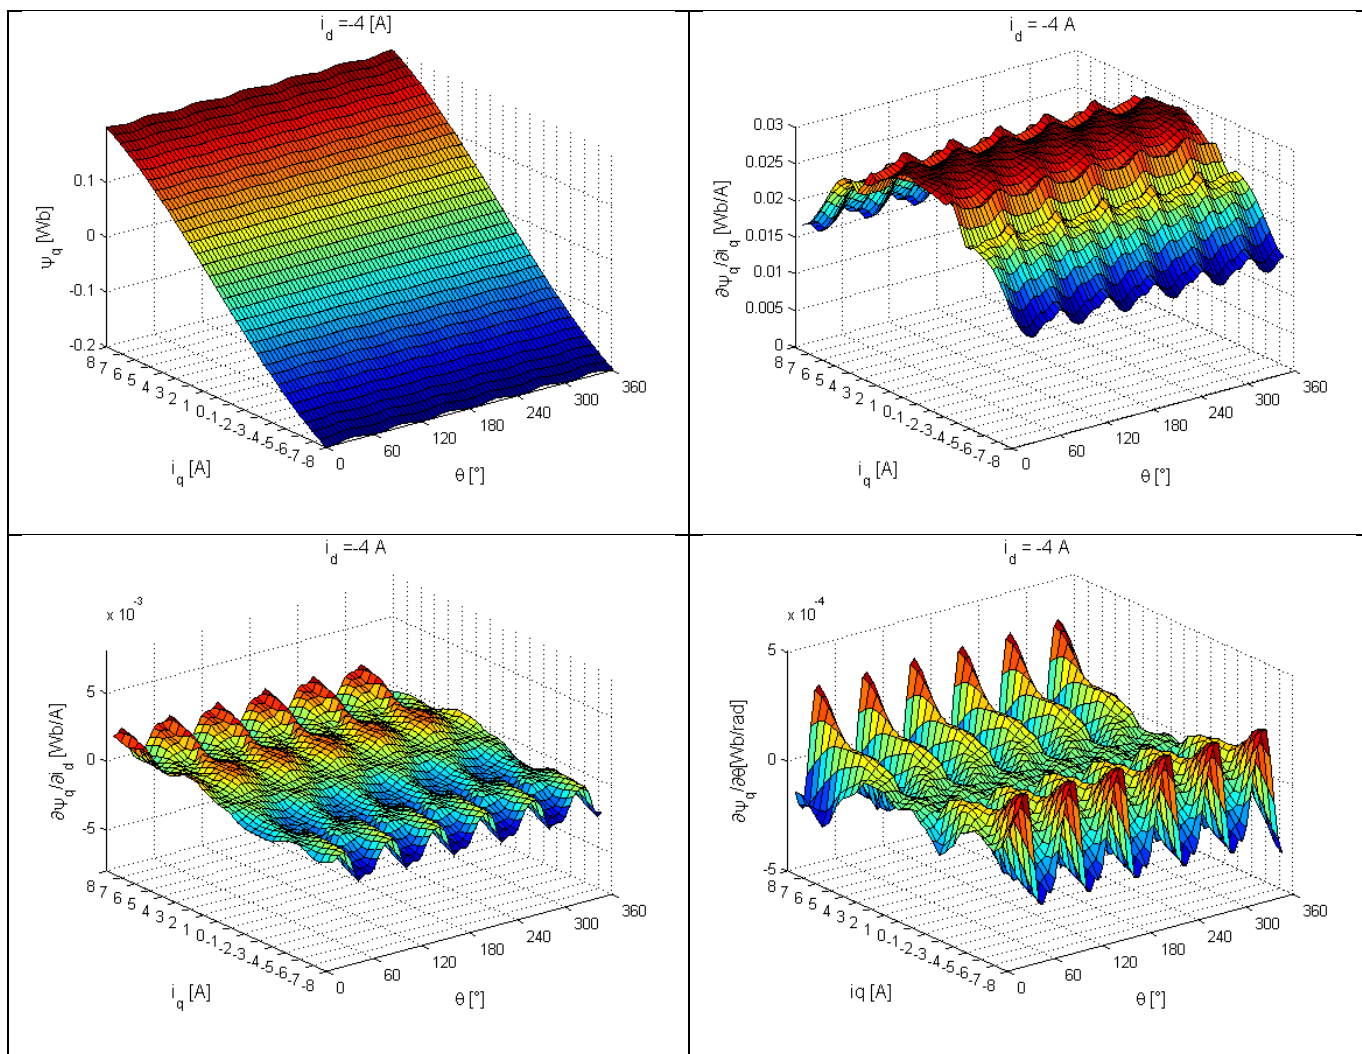 i_d =-4 [A]
0.1
0
-0.1
-0.2
ψ_q [Wb]
8 7 6 5 4 3 2 1 0 -1 -2 -3 -4 -5 -6 -7 -8
i_q [A]
0 60 120 180 240 300 360
θ [°]
i_d = -4 A
0.03
0.025
0.02
0.015
0.01
0.005
0
∂ψ_q/∂i_q [Wb/A]
8 7 6 5 4 3 2 1 0 -1 -2 -3 -4 -5 -6 -7 -8
i_q [A]
0 60 120 180 240 300 360
θ [°]
i_d =-4 A
x 10^-3
5
0
-5
∂ψ_q/∂i_d [Wb/A]
8 7 6 5 4 3 2 1 0 -1 -2 -3 -4 -5 -6 -7 -8
i_q [A]
0 60 120 180 240 300 360
θ [°]
i_d = -4 A
x 10^-4
5
0
-5
∂ψ_q/∂θ[Wb/rad]
8 7 6 5 4 3 2 1 0 -1 -2 -3 -4 -5 -6 -7 -8
iq [A]
0 60 120 180 240 300 360
θ [°]